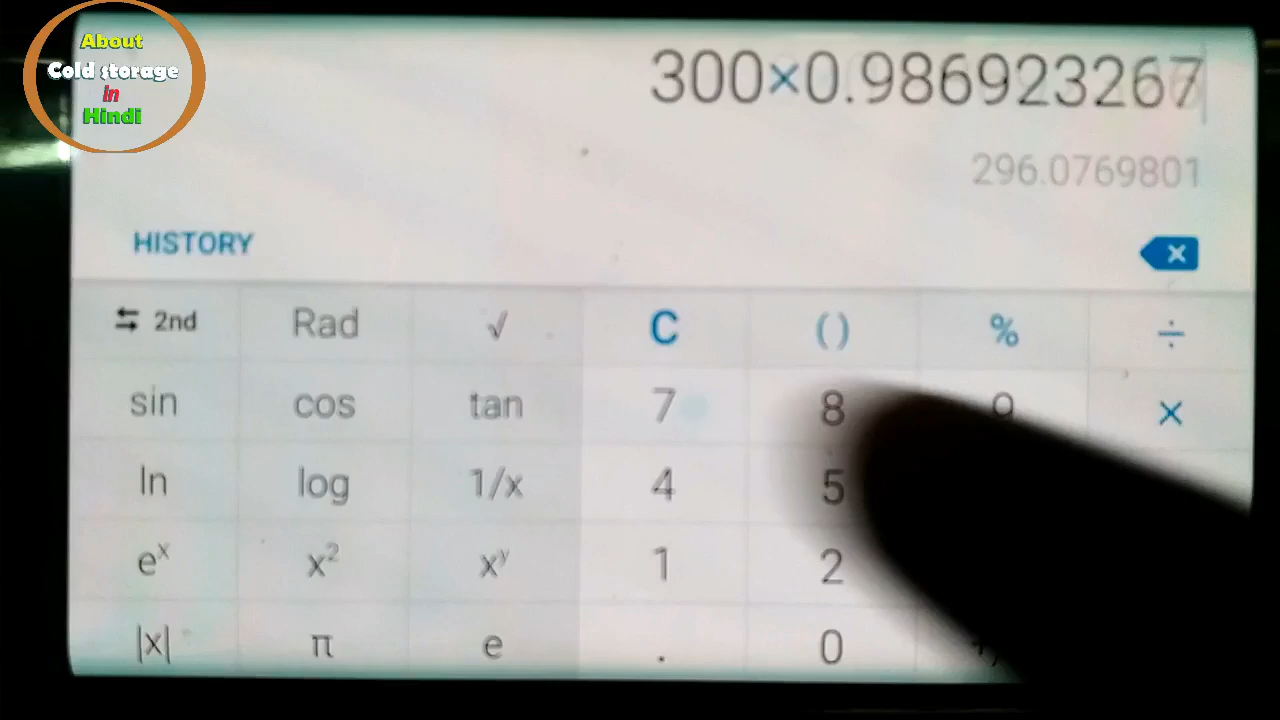 About
Cold storage
in
Hindi
300×0.986923267
296.0769801
HISTORY
2nd Rad √ C () % ÷
sin cos tan 7 8 9 ×
ln log 1/x 4 5
eˣ x² xʸ 1 2
|x| π e . 0